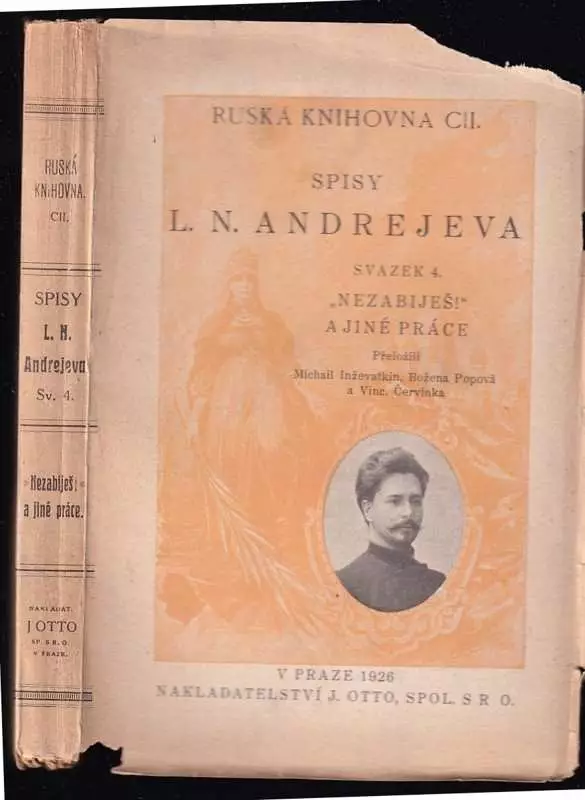 RUSKÁ
KNIHOVNA.
CII.
SPISY
L. N.
Andrejeva
Sv. 4.
„Nezabiješ!“
a jiné práce.
NAKLADAT.
J. OTTO
SP. S R. O.
V PRAZE.
RUSKÁ KNIHOVNA CII.
SPISY
L. N. ANDREJEVA
SVAZEK 4.
„NEZABIJEŠ!“
A JINÉ PRÁCE
Přeložili
Michail Inževatkin, Božena Popová
a Vinc. Červinka
V PRAZE 1926
NAKLADATELSTVÍ J. OTTO, SPOL. S R O.